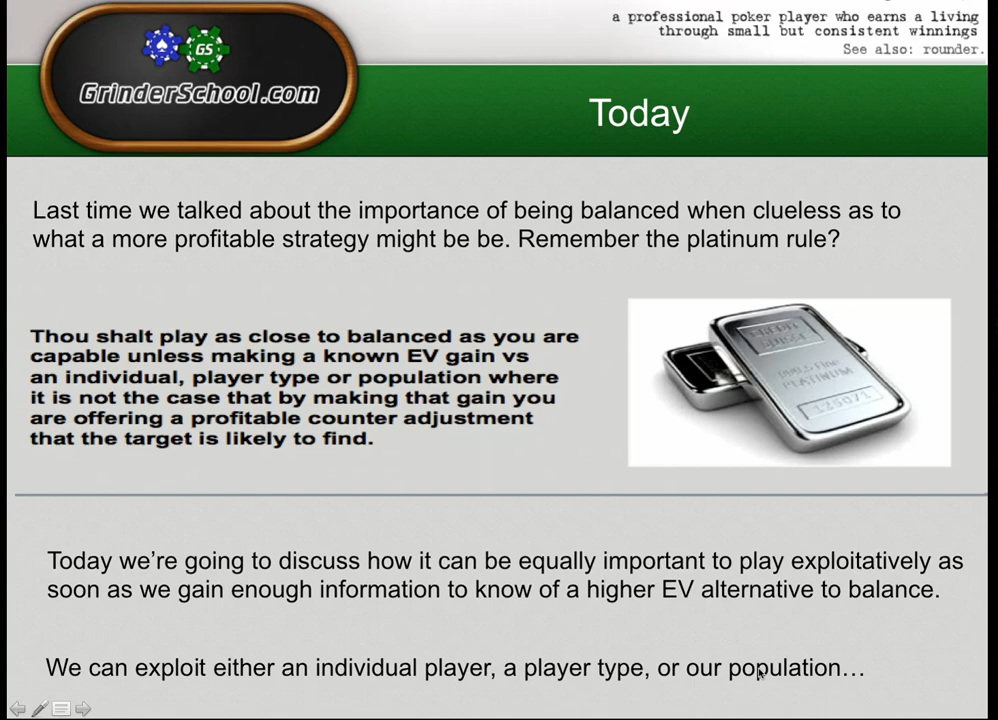 a professional poker player who earns a living
through small but consistent winnings
See also: rounder.
GS
GrinderSchool.com
Today
Last time we talked about the importance of being balanced when clueless as to
what a more profitable strategy might be be. Remember the platinum rule?
Thou shalt play as close to balanced as you are
capable unless making a known EV gain vs
an individual, player type or population where
it is not the case that by making that gain you
are offering a profitable counter adjustment
that the target is likely to find.
CREDIT
SUISSE
PLATINUM
Today we're going to discuss how it can be equally important to play exploitatively as
soon as we gain enough information to know of a higher EV alternative to balance.
We can exploit either an individual player, a player type, or our population…